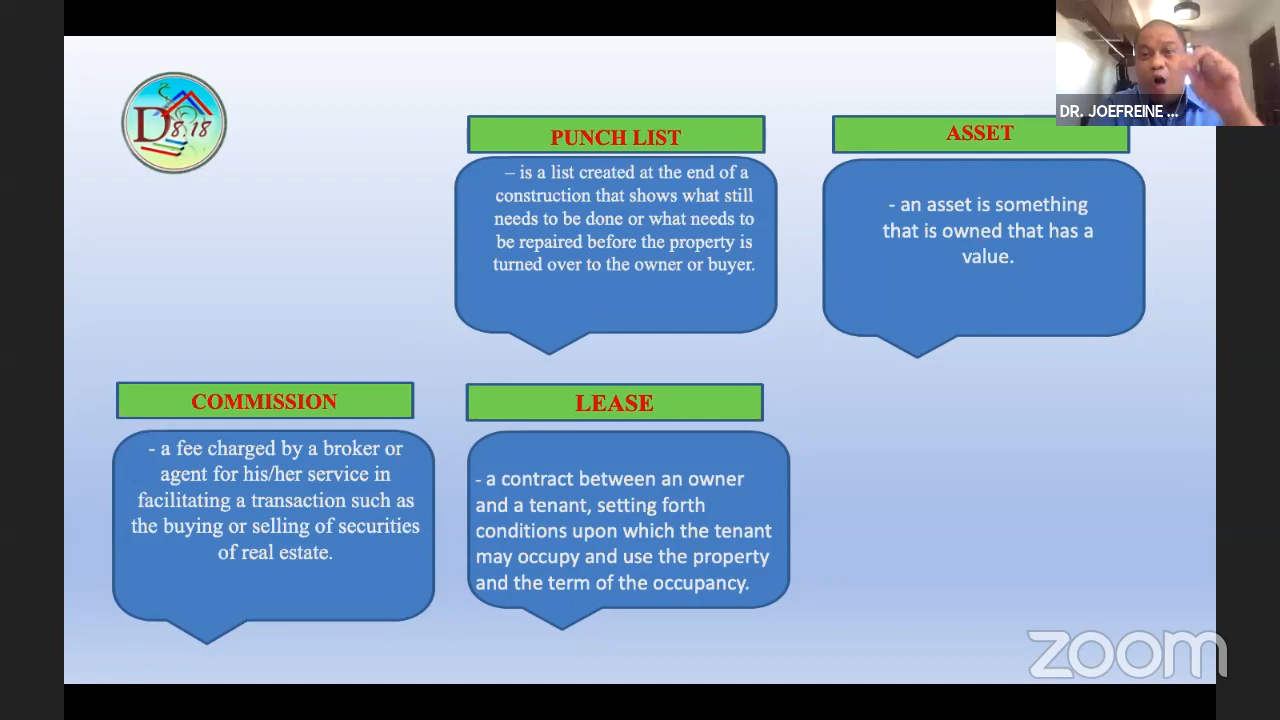 DR. JOEFREINE ...
D8:18
PUNCH LIST
– is a list created at the end of a
construction that shows what still
needs to be done or what needs to
be repaired before the property is
turned over to the owner or buyer.
ASSET
- an asset is something
that is owned that has a
value.
COMMISSION
- a fee charged by a broker or
agent for his/her service in
facilitating a transaction such as
the buying or selling of securities
of real estate.
LEASE
- a contract between an owner
and a tenant, setting forth
conditions upon which the tenant
may occupy and use the property
and the term of the occupancy.
zoom